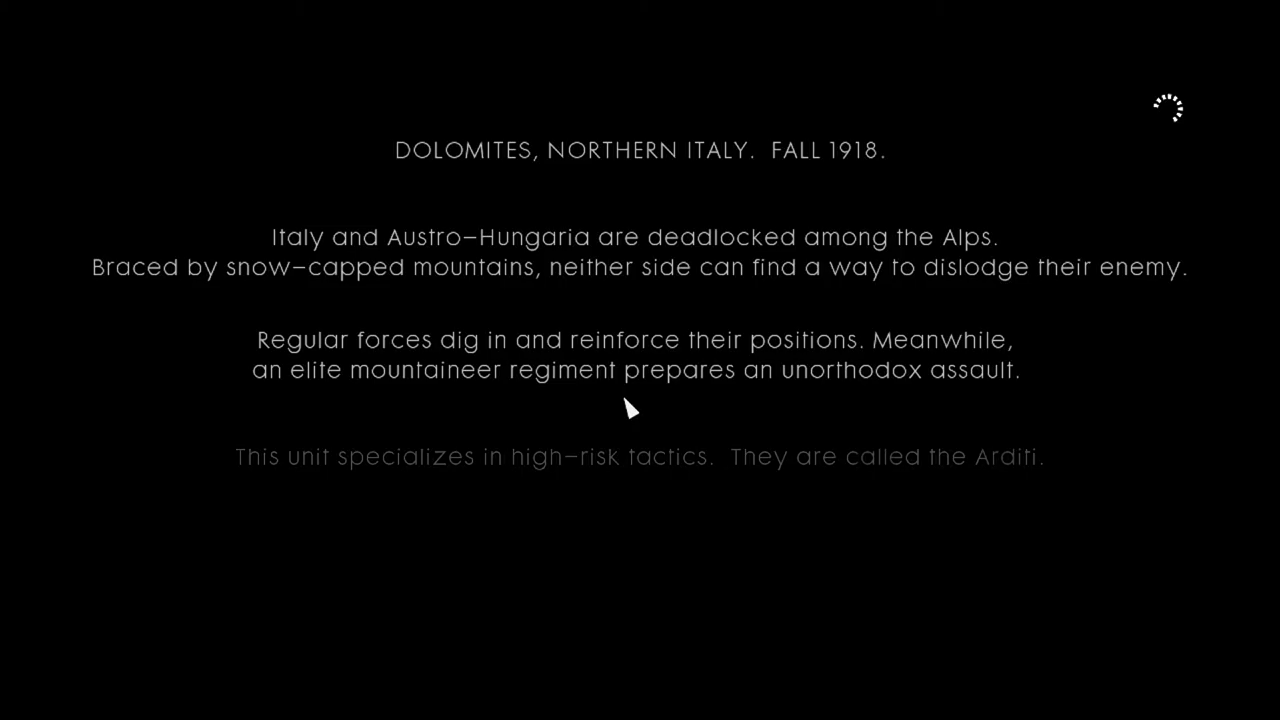 DOLOMITES, NORTHERN ITALY.  FALL 1918.
Italy and Austro-Hungaria are deadlocked among the Alps.
Braced by snow-capped mountains, neither side can find a way to dislodge their enemy.
Regular forces dig in and reinforce their positions. Meanwhile,
an elite mountaineer regiment prepares an unorthodox assault.
This unit specializes in high-risk tactics.  They are called the Arditi.